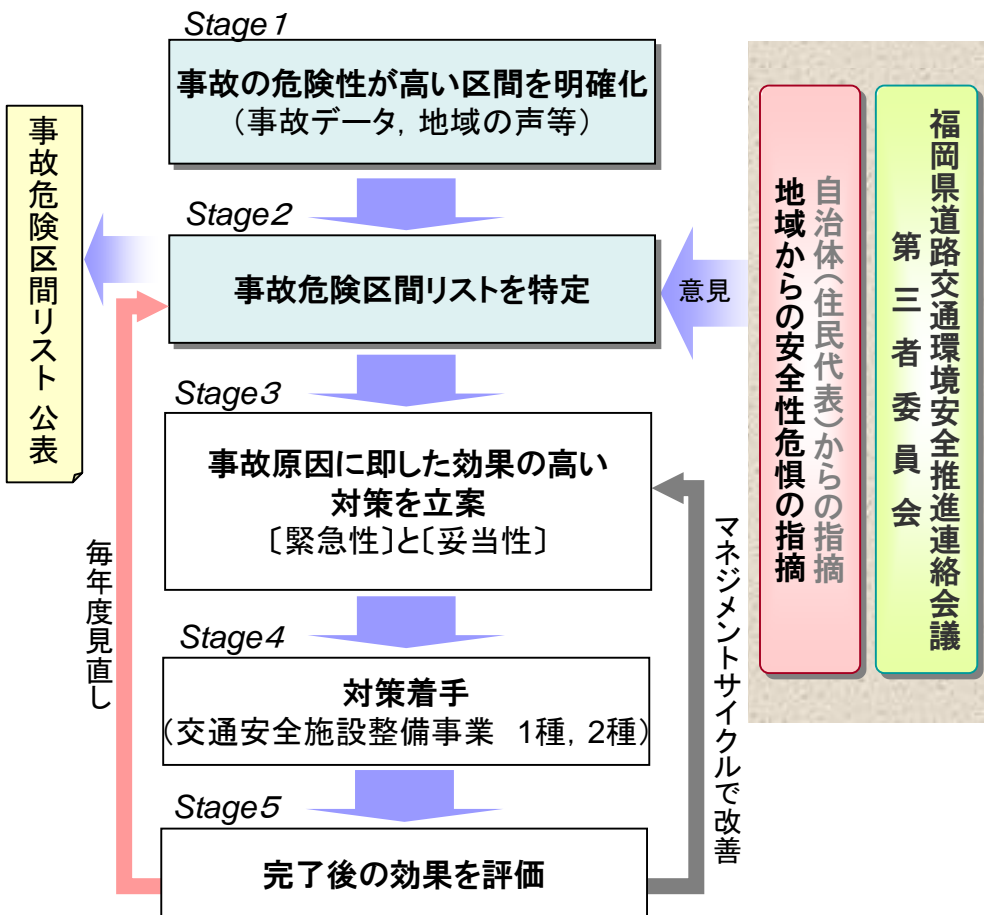 Stage1
事故の危険性が高い区間を明確化
（事故データ，地域の声等）
Stage2
事故危険区間リストを特定
意見
事故危険区間リスト 公表
Stage3
事故原因に即した効果の高い
対策を立案
〔緊急性〕と〔妥当性〕
Stage4
対策着手
（交通安全施設整備事業　1種，2種）
Stage5
完了後の効果を評価
毎年度見直し
マネジメントサイクルで改善
福岡県道路交通環境安全推進連絡会議
第三者委員会
自治体（住民代表）からの指摘
地域からの安全性危惧の指摘